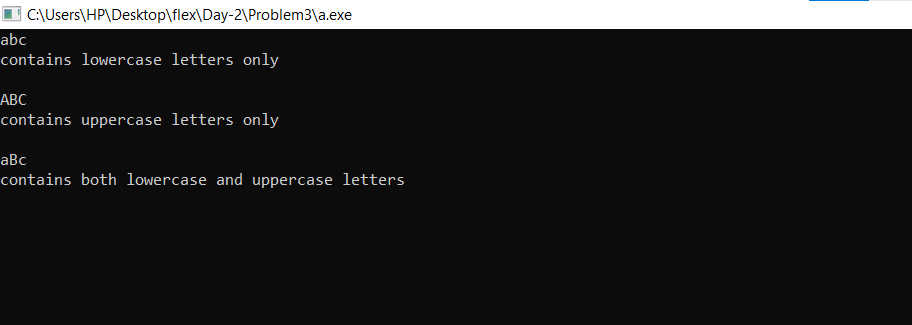 C:\Users\HP\Desktop\flex\Day-2\Problem3\a.exe
abc
contains lowercase letters only
ABC
contains uppercase letters only
aBc
contains both lowercase and uppercase letters